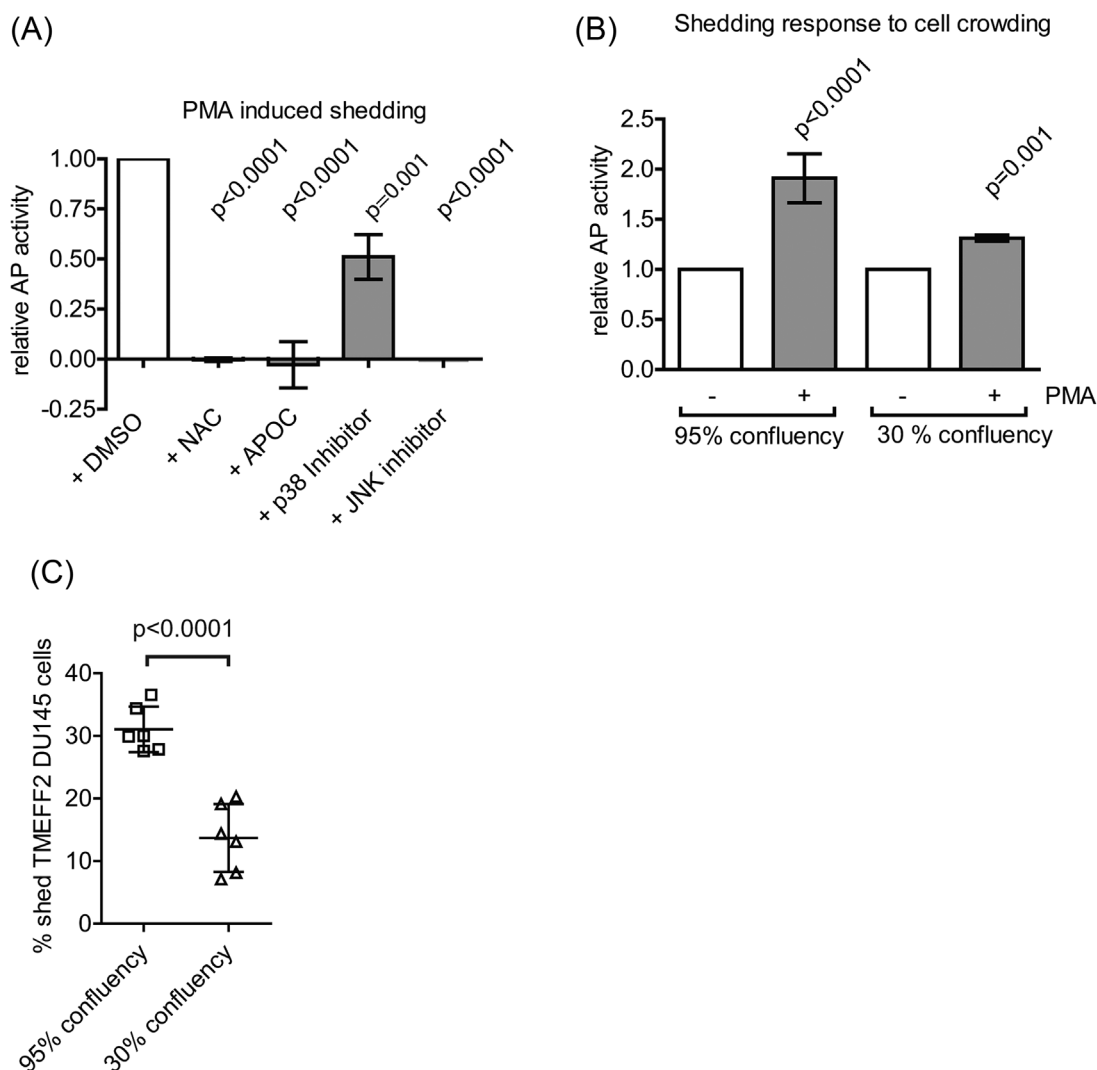 (A)
PMA induced shedding
p<0.0001 p<0.0001 p=0.001 p<0.0001
relative AP activity
1.00
0.75
0.50
0.25
0.00
-0.25
+ DMSO
+ NAC
+ APOC
+ p38 Inhibitor
+ JNK inhibitor
(B)
Shedding response to cell crowding
p<0.0001
p=0.001
relative AP activity
2.5
2.0
1.5
1.0
0.5
0.0
- + - + PMA
95% confluency 30 % confluency
(C)
p<0.0001
% shed TMEFF2 DU145 cells
40
30
20
10
0
95% confluency
30% confluency